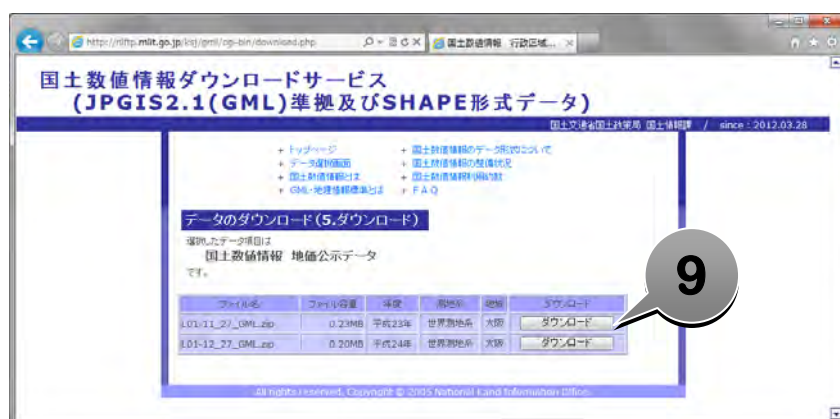 http://nlftp.mlit.go.jp/ksj/gml/cgi-bin/download.php
国土数値情報 行政区域...
国土数値情報ダウンロードサービス
(JPGIS2.1(GML)準拠及びSHAPE形式データ)
国土交通省国土政策局 国土情報課 / since : 2012.03.28
+ トップページ + 国土数値情報のデータ形式について
+ データ選択画面 + 国土数値情報の整備状況
+ 国土数値情報とは + 国土数値情報利用約款
+ GML・地理情報標準とは + F A Q
データのダウンロード(5.ダウンロード)
選択したデータ項目は
国土数値情報 地価公示データ
です。
9
ファイル名 ファイル容量 年度 測地系 地域 ダウンロード
L01-11_27_GML.zip 0.23MB 平成23年 世界測地系 大阪 ダウンロード
L01-12_27_GML.zip 0.20MB 平成24年 世界測地系 大阪 ダウンロード
All rights reserved, Copyright © 2005 National Land Information Office.